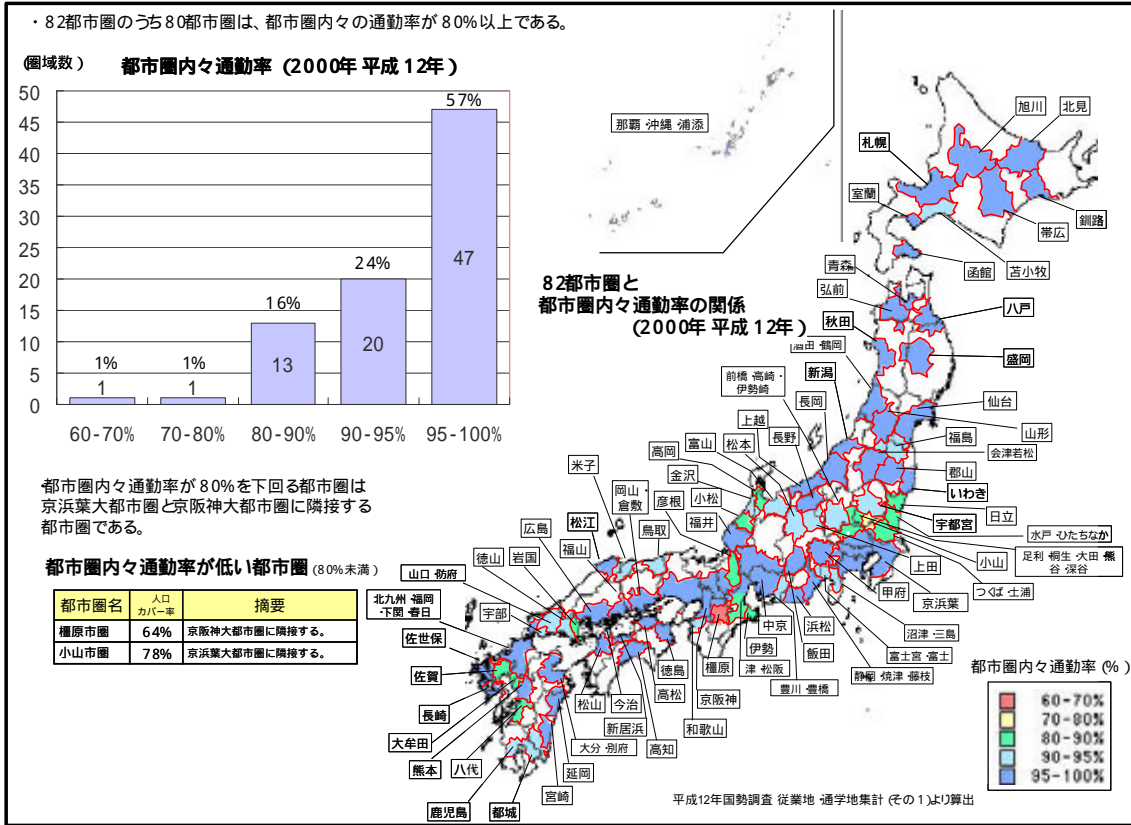 ・82都市圏のうち80都市圏は、都市圏内々の通勤率が80%以上である。
(圏域数)
都市圏内々通勤率 (2000年 平成12年)
50
45
40
35
30
25
20
15
10
5
0
1%
1
1%
1
16%
13
24%
20
57%
47
60-70%
70-80%
80-90%
90-95%
95-100%
都市圏内々通勤率が80%を下回る都市圏は
京浜葉大都市圏と京阪神大都市圏に隣接する
都市圏である。
都市圏内々通勤率が低い都市圏 (80%未満)
都市圏名 人口カバー率 摘要
橿原市圏 64% 京阪神大都市圏に隣接する。
小山市圏 78% 京浜葉大都市圏に隣接する。
82都市圏と
都市圏内々通勤率の関係
(2000年 平成12年)
那覇・沖縄・浦添
旭川
北見
札幌
室蘭
釧路
帯広
苫小牧
函館
青森
弘前
八戸
秋田
盛岡
酒田・鶴岡
新潟
前橋・高崎・
伊勢崎
長岡
仙台
上越
山形
富山
松本
長野
福島
高岡
会津若松
米子
金沢
郡山
岡山・
倉敷
彦根
小松
いわき
松江
鳥取
福井
宇都宮
日立
広島
福山
水戸・ひたちなか
徳山
岩国
小山
足利・桐生・太田・熊
谷・深谷
山口・防府
上田
つくば・土浦
北九州・福岡
・下関・春日
宇部
甲府
京浜葉
佐世保
中京
浜松
沼津・三島
佐賀
伊勢
飯田
富士宮・富士
徳島
橿原
津・松阪
静岡・焼津・藤枝
長崎
松山
今治
高松
京阪神
豊川・豊橋
大牟田
新居浜
和歌山
熊本
八代
大分・別府
高知
延岡
鹿児島
都城
宮崎
都市圏内々通勤率(%)
60-70%
70-80%
80-90%
90-95%
95-100%
平成12年国勢調査 従業地・通学地集計(その1)より算出